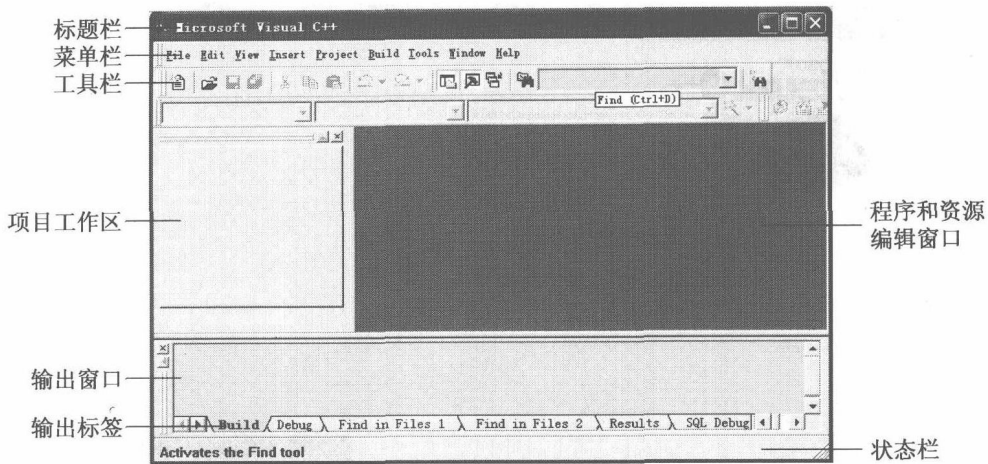 标题栏
Microsoft Visual C++
菜单栏
File Edit View Insert Project Build Tools Window Help
工具栏
Find (Ctrl+D)
项目工作区
程序和资源
编辑窗口
输出窗口
输出标签
Build Debug Find in Files 1 Find in Files 2 Results SQL Debug
Activates the Find tool
状态栏